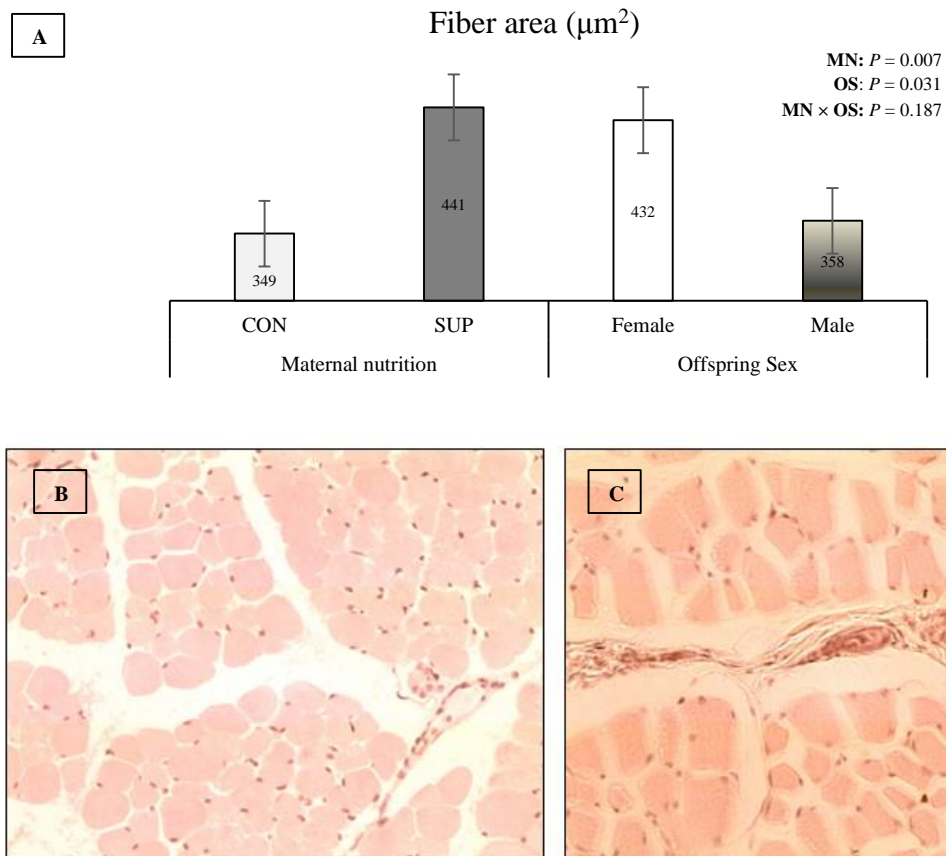 A
Fiber area (μm²)
MN: P = 0.007
OS: P = 0.031
MN × OS: P = 0.187
349
441
432
358
CON SUP Female Male
Maternal nutrition Offspring Sex
B
C